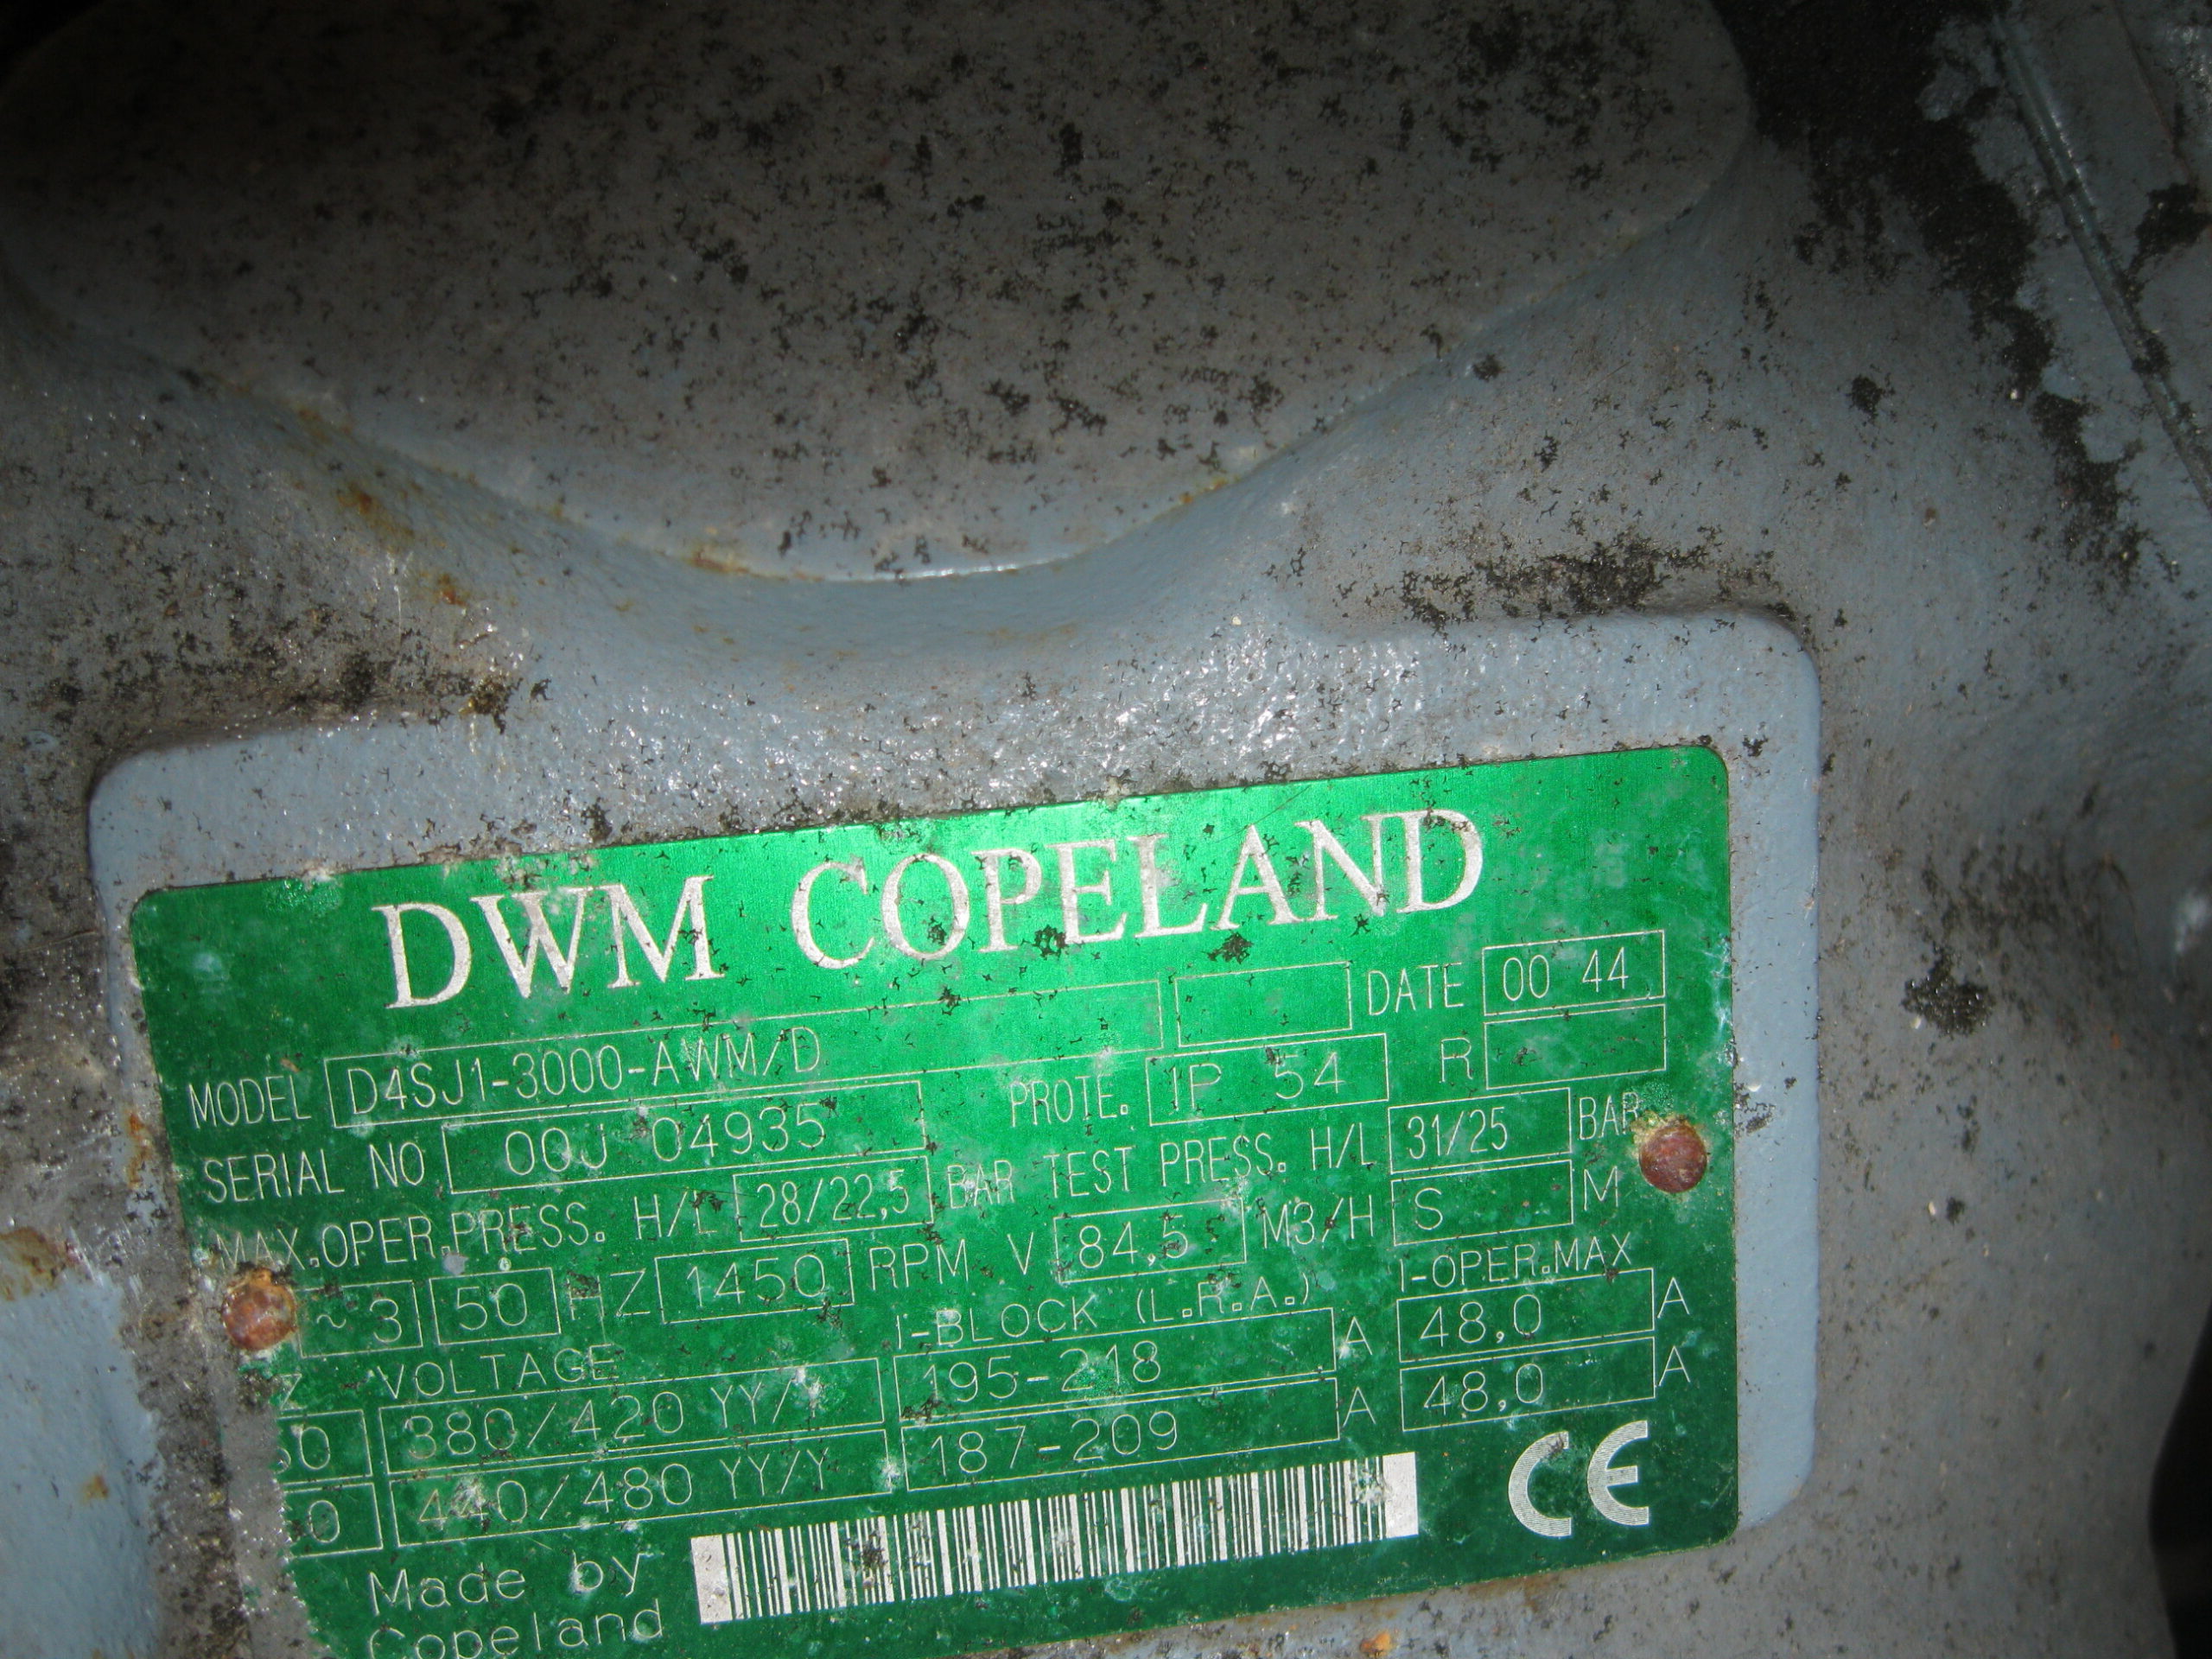 DWM COPELAND
DATE 00 44
MODEL D4SJ1-3000-AWM/D
PROTE. IP 54 R
SERIAL NO 00J 04935
MAX.OPER.PRESS. H/L 28/22,5 BAR TEST PRESS. H/L 31/25 BAR
~ 3 50 HZ 1450 RPM V 84,5 M3/H S M
VOLTAGE I-BLOCK (L.R.A.) I-OPER.MAX
380/420 YY/Y 195-218 A 48,0 A
440/480 YY/Y 187-209 A 48,0 A
Made by
Copeland
CE